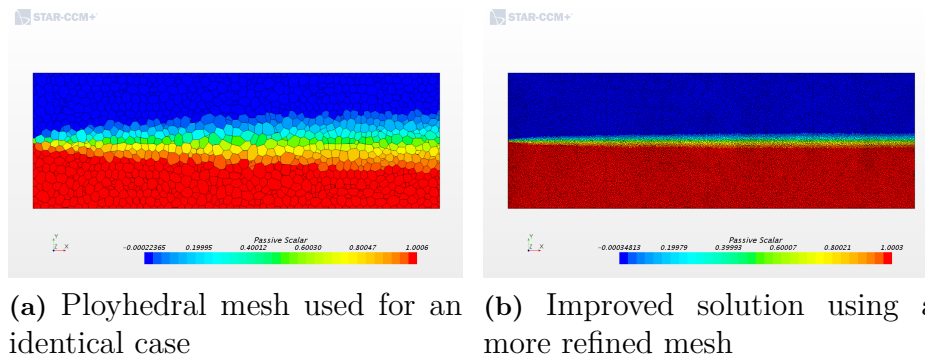 STAR-CCM+
STAR-CCM+
Y
Z X
Passive Scalar
-0.00022365 0.19995 0.40012 0.60030 0.80047 1.0006
Y
Z X
Passive Scalar
-0.00034813 0.19979 0.39993 0.60007 0.80021 1.0003
(a) Ployhedral mesh used for an
identical case
(b) Improved solution using a
more refined mesh